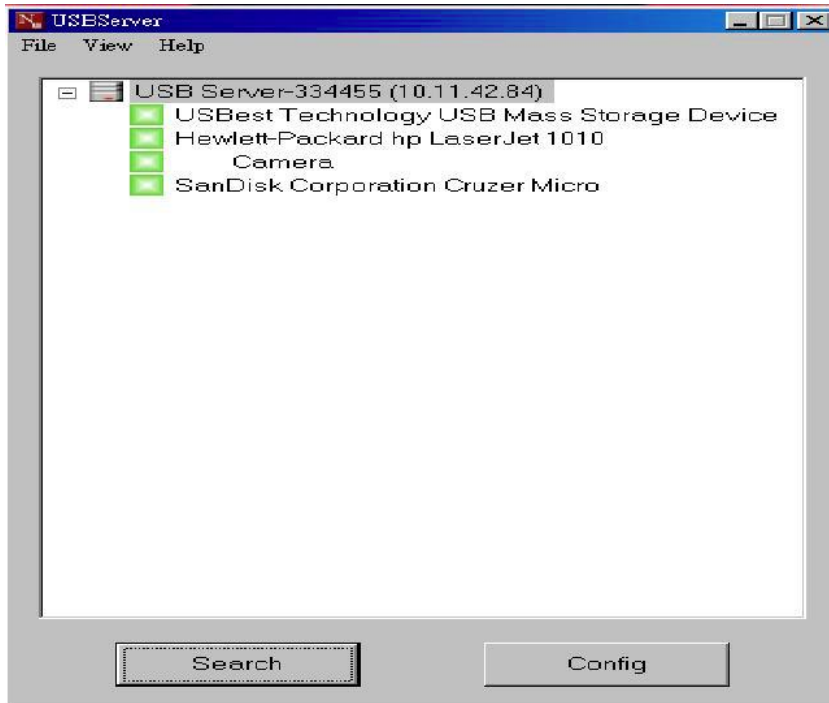 USBServer
File View Help
USB Server-334455 (10.11.42.84)
USBest Technology USB Mass Storage Device
Hewlett-Packard hp LaserJet 1010
Camera
SanDisk Corporation Cruzer Micro
Search Config